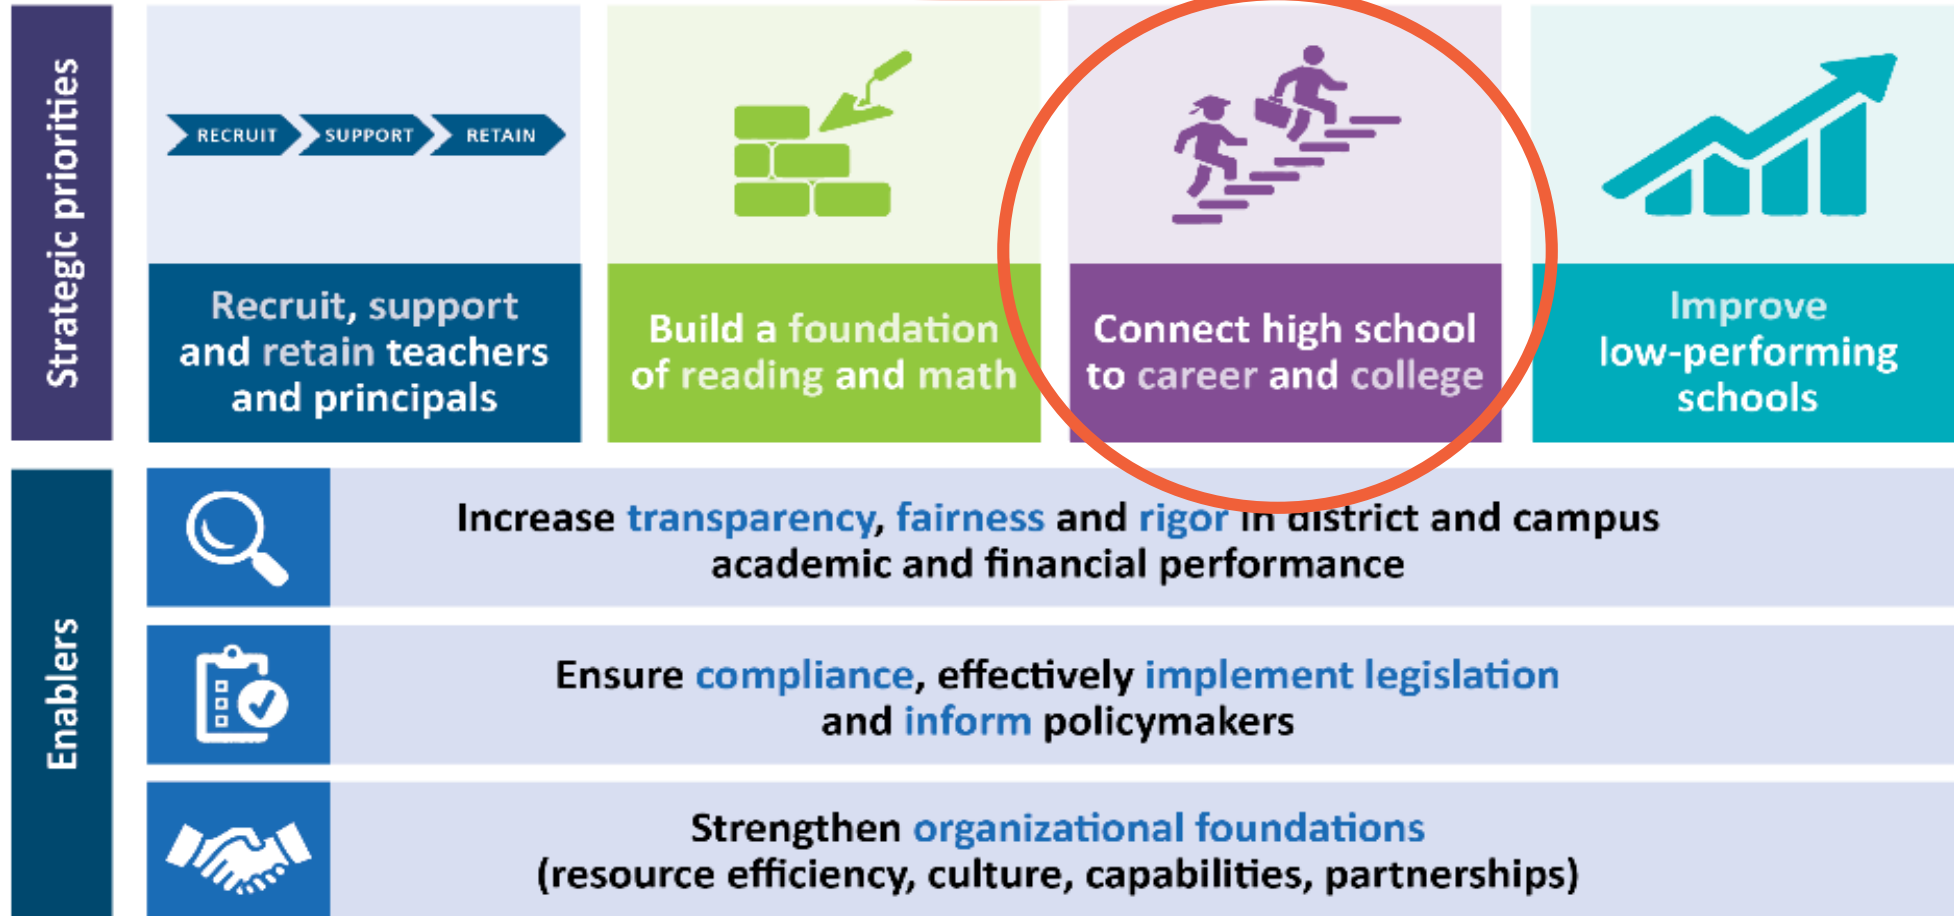 Strategic priorities
RECRUIT SUPPORT RETAIN
Recruit, support
and retain teachers
and principals
Build a foundation
of reading and math
Connect high school
to career and college
Improve
low-performing
schools
Enablers
Increase transparency, fairness and rigor in district and campus
academic and financial performance
Ensure compliance, effectively implement legislation
and inform policymakers
Strengthen organizational foundations
(resource efficiency, culture, capabilities, partnerships)